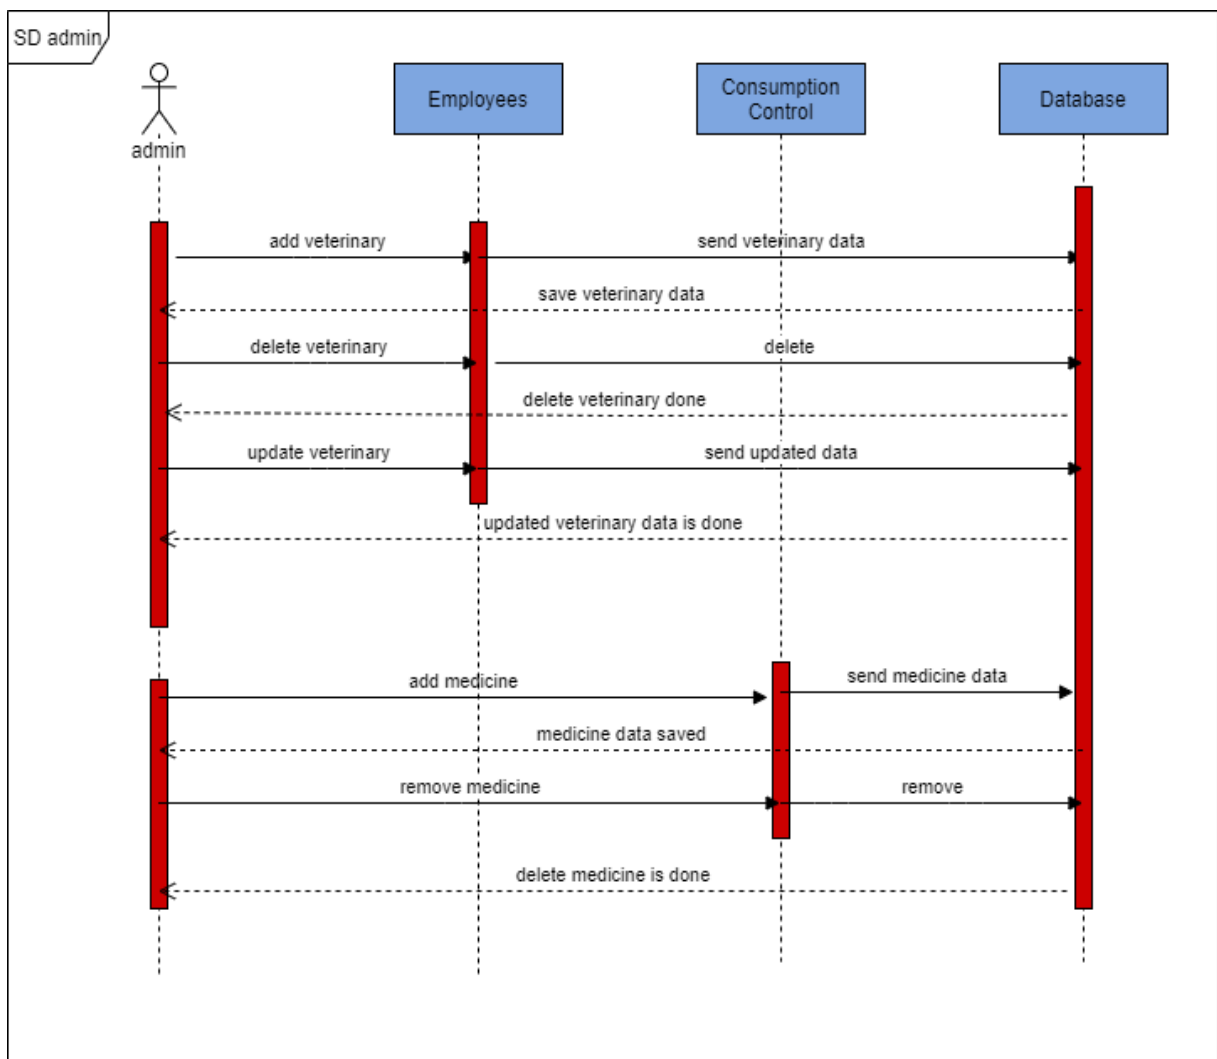 SD admin
admin
Employees
Consumption
Control
Database
add veterinary
send veterinary data
save veterinary data
delete veterinary
delete
delete veterinary done
update veterinary
send updated data
updated veterinary data is done
add medicine
send medicine data
medicine data saved
remove medicine
remove
delete medicine is done